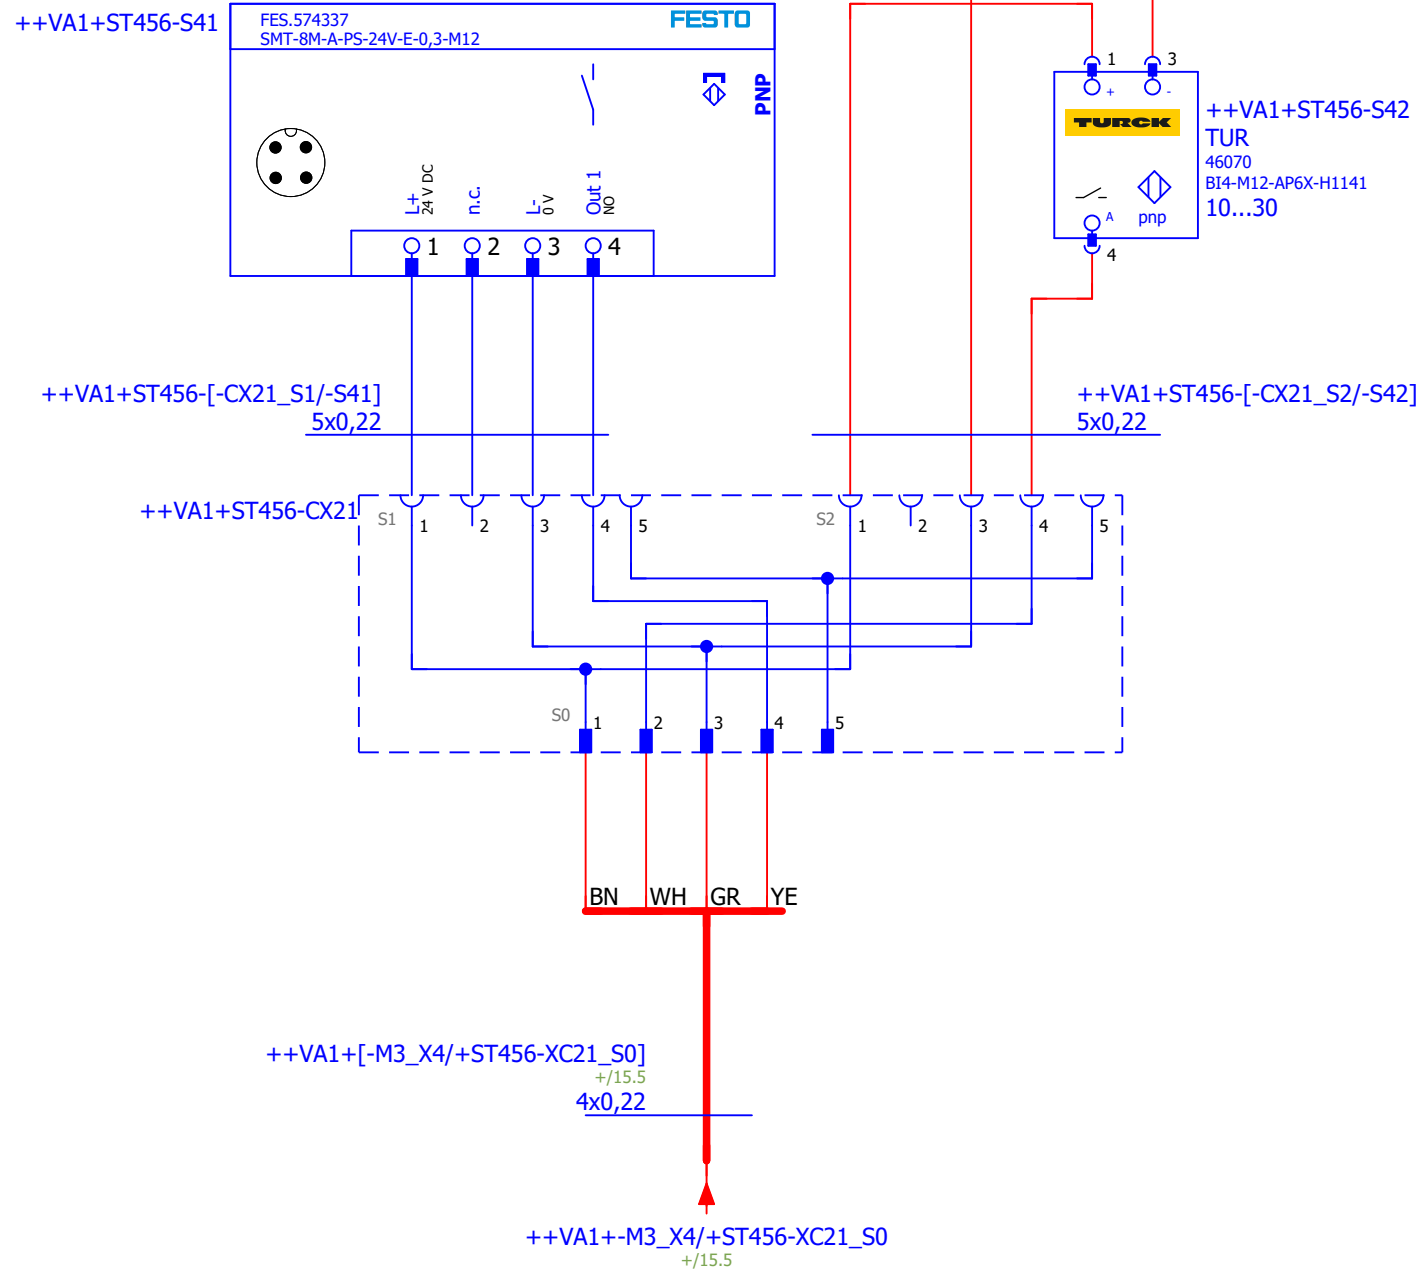 ++VA1+ST456-S41
FES.574337
SMT-8M-A-PS-24V-E-0,3-M12
FESTO
PNP
L+
24 V DC
n.c.
L-
0 V
Out 1
NO
1
2
3
4
1
3
+
-
TURCK
A
pnp
4
++VA1+ST456-S42
TUR
46070
BI4-M12-AP6X-H1141
10...30
++VA1+ST456-[-CX21_S1/-S41]
5x0,22
++VA1+ST456-[-CX21_S2/-S42]
5x0,22
++VA1+ST456-CX21
S1
1
2
3
4
5
S2
1
2
3
4
5
S0
1
2
3
4
5
BN
WH
GR
YE
++VA1+[-M3_X4/+ST456-XC21_S0]
+/15.5
4x0,22
++VA1+-M3_X4/+ST456-XC21_S0
+/15.5